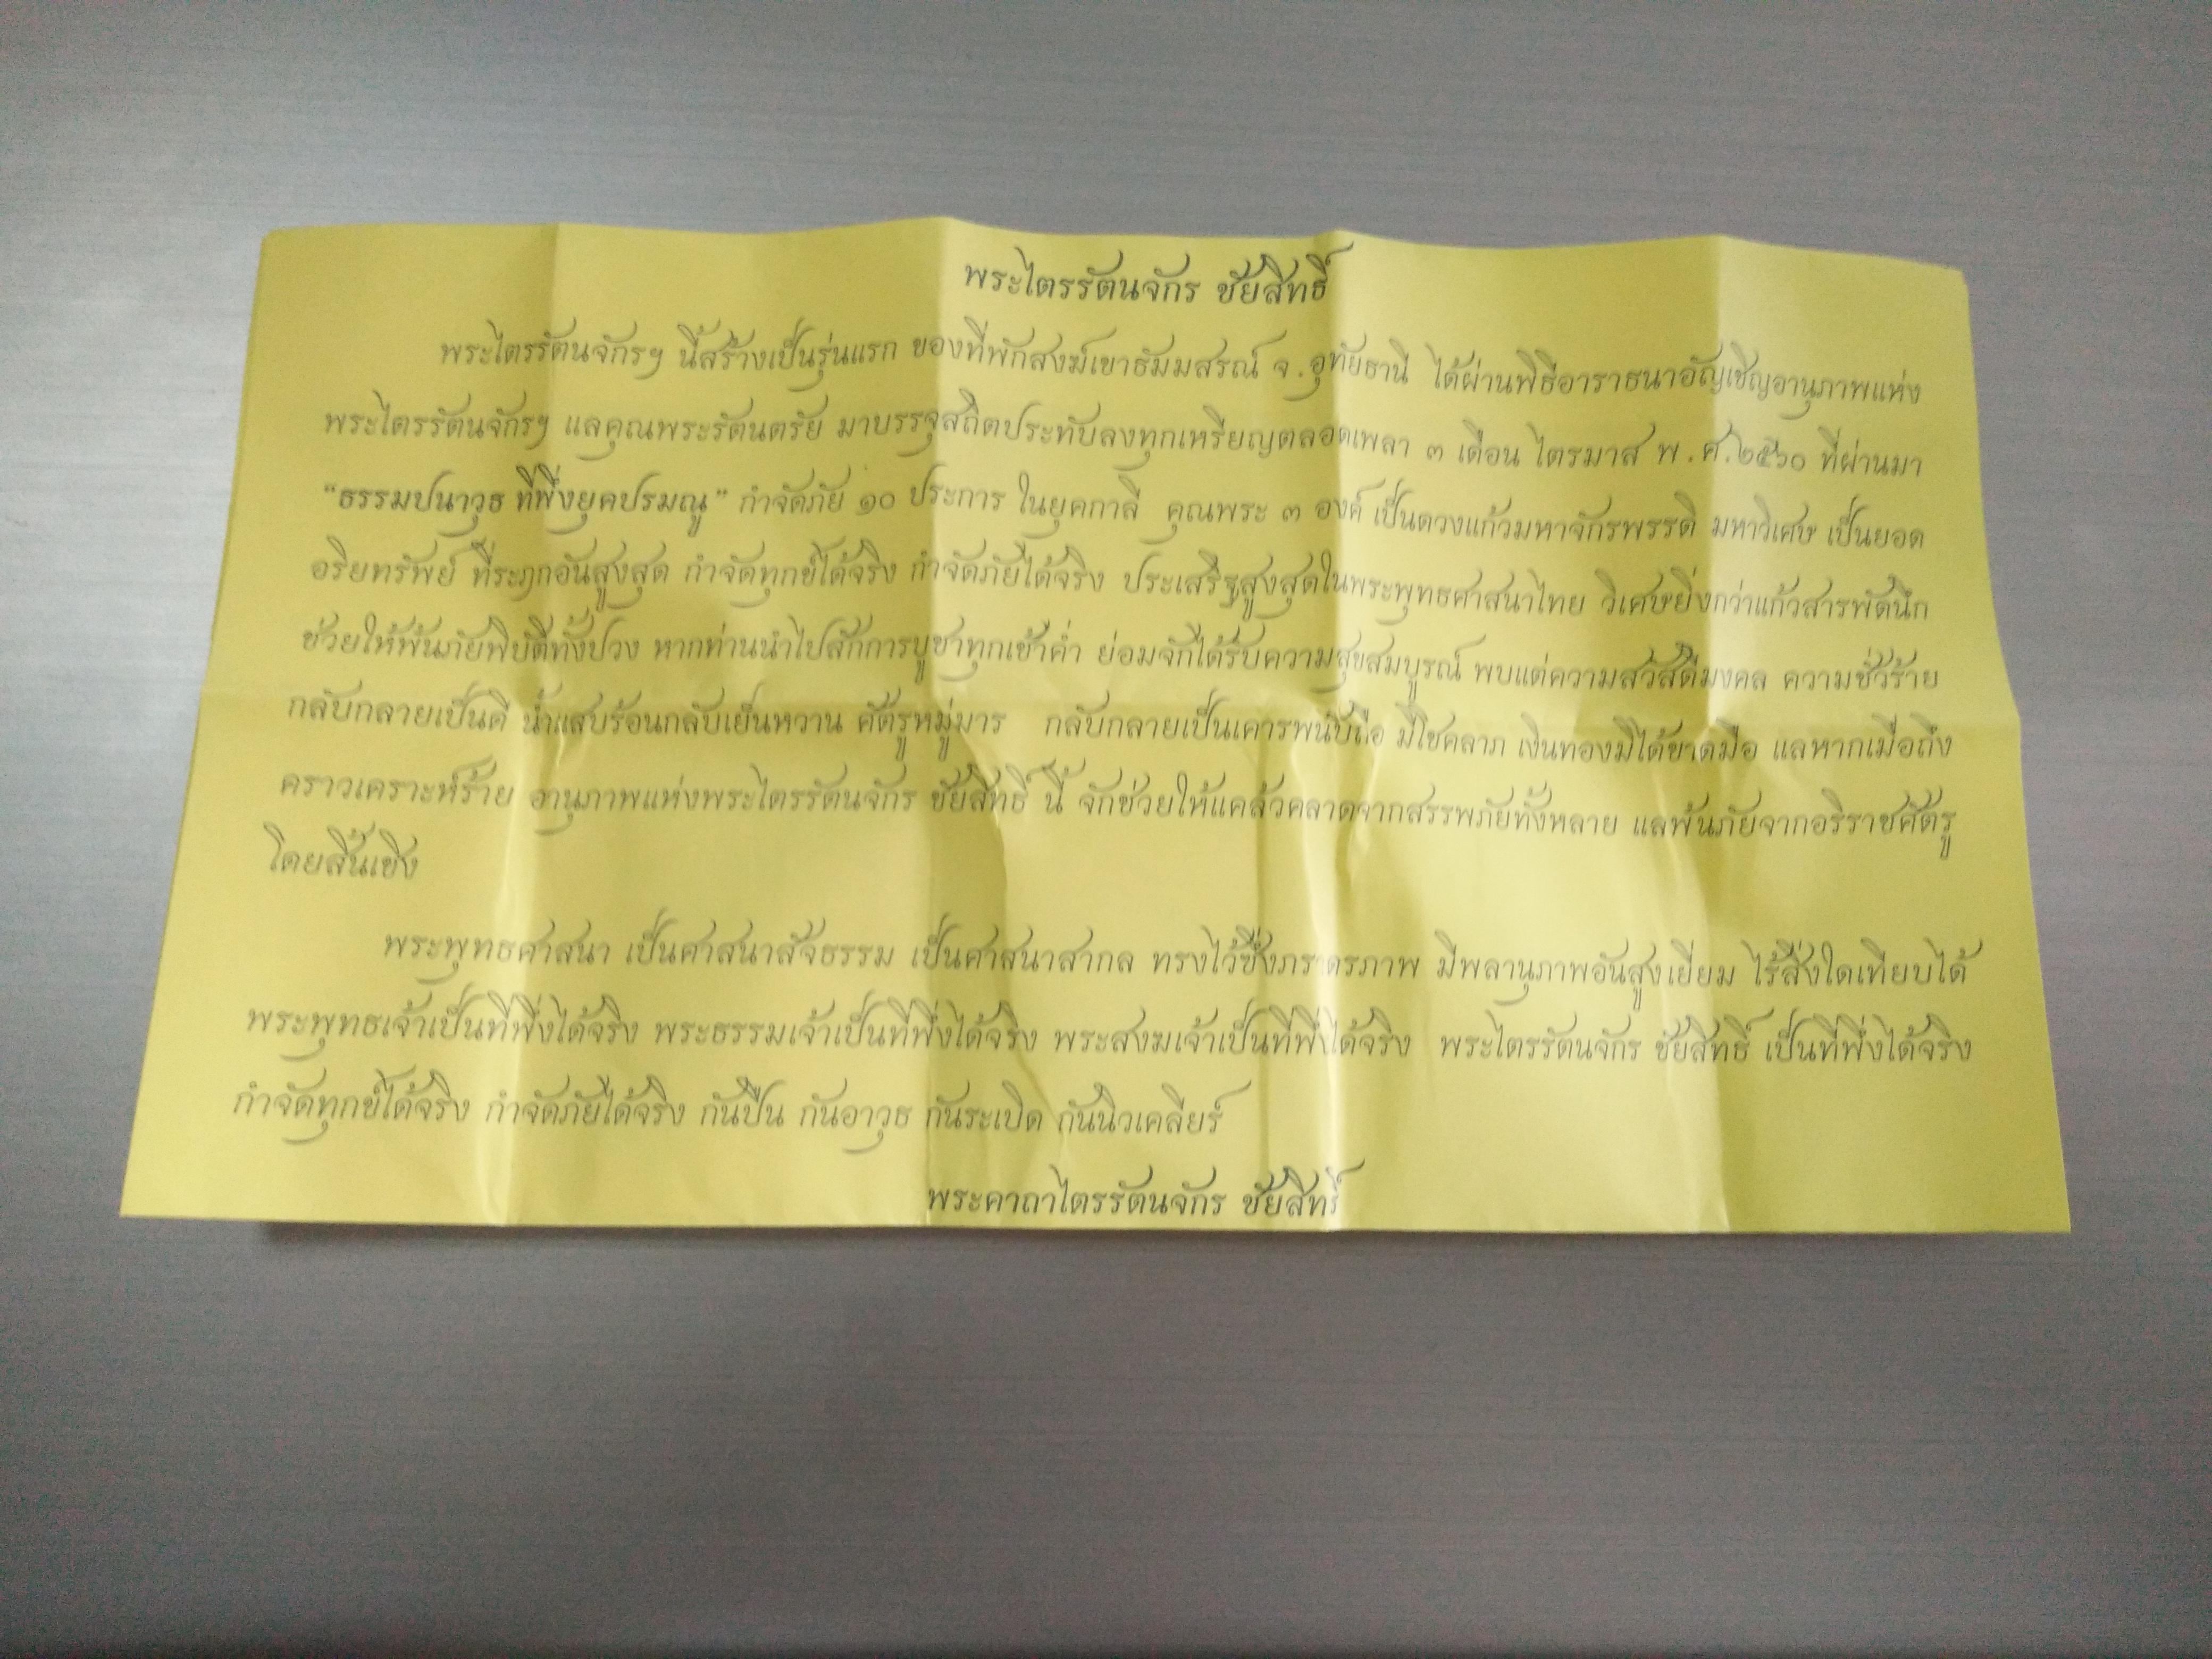 พระไตรรัตนจักร ชัยสิทธิ์
พระไตรรัตนจักรฯ นี้สร้างเป็นรุ่นแรก ของที่พักสงฆ์เขาธัมมสรณ์ จ.อุทัยธานี ได้ผ่านพิธีอาราธนาอัญเชิญอานุภาพแห่ง
พระไตรรัตนจักรฯ แลคุณพระรัตนตรัย มาบรรจุสถิตประทับลงทุกเหรียญตลอดเพลา ๓ เดือน ไตรมาส พ.ศ.๒๕๖๐ ที่ผ่านมา
"ธรรมปนาวุธ ที่พึ่งยุคปรมณู" กำจัดภัย ๑๐ ประการ ในยุคกาลี คุณพระ ๓ องค์ เป็นดวงแก้วมหาจักรพรรดิ มหาวิเศษ เป็นยอด
อริยทรัพย์ ที่ระฦกอันสูงสุด กำจัดทุกข์ได้จริง กำจัดภัยได้จริง ประเสริฐสูงสุดในพระพุทธศาสนาไทย วิเศษยิ่งกว่าแก้วสารพัดนึก
ช่วยให้พ้นภัยพิบัติทั้งปวง หากท่านนำไปสักการบูชาทุกเช้าค่ำ ย่อมจักได้รับความสุขสมบูรณ์ พบแต่ความสวัสดีมงคล ความชั่วร้าย
กลับกลายเป็นดี น้ำแสบร้อนกลับเย็นหวาน ศัตรูหมู่มาร กลับกลายเป็นเคารพนับถือ มีโชคลาภ เงินทองมิได้ขาดมือ แลหากเมื่อถึง
คราวเคราะห์ร้าย อานุภาพแห่งพระไตรรัตนจักร ชัยสิทธิ์ นี้ จักช่วยให้แคล้วคลาดจากสรรพภัยทั้งหลาย แลพ้นภัยจากอริราชศัตรู
โดยสิ้นเชิง
พระพุทธศาสนา เป็นศาสนาสัจธรรม เป็นศาสนาสากล ทรงไว้ซึ่งภราดรภาพ มีพลานุภาพอันสูงเยี่ยม ไร้สิ่งใดเทียบได้
พระพุทธเจ้าเป็นที่พึ่งได้จริง พระธรรมเจ้าเป็นที่พึ่งได้จริง พระสงฆเจ้าเป็นที่พึ่งได้จริง พระไตรรัตนจักร ชัยสิทธิ์ เป็นที่พึ่งได้จริง
กำจัดทุกข์ได้จริง กำจัดภัยได้จริง กันปืน กันอาวุธ กันระเบิด กันนิวเคลียร์
พระคาถาไตรรัตนจักร ชัยสิทธิ์